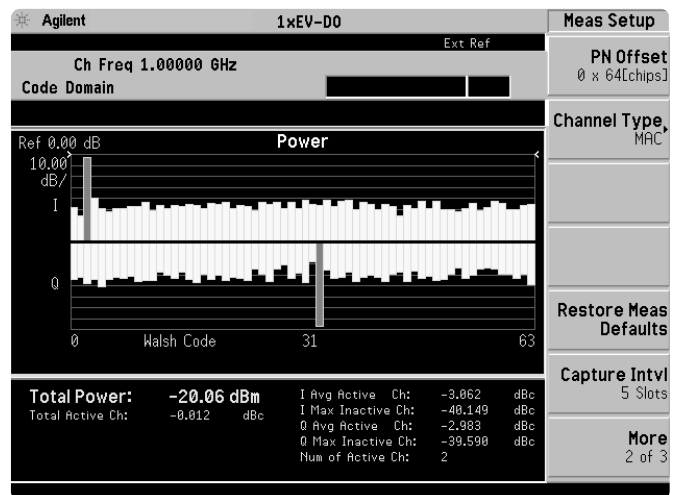 Agilent 1xEV-DO Meas Setup
Ext Ref
Ch Freq 1.00000 GHz
Code Domain
PN Offset
0 x 64[chips]
Channel Type
MAC
Ref 0.00 dB Power
10.00
dB/
I
Q
0 Walsh Code 31 63
Restore Meas
Defaults
Capture Intvl
5 Slots
More
2 of 3
Total Power: -20.06 dBm
Total Active Ch: -0.012 dBc
I Avg Active Ch: -3.062 dBc
I Max Inactive Ch: -40.149 dBc
Q Avg Active Ch: -2.983 dBc
Q Max Inactive Ch: -39.590 dBc
Num of Active Ch: 2